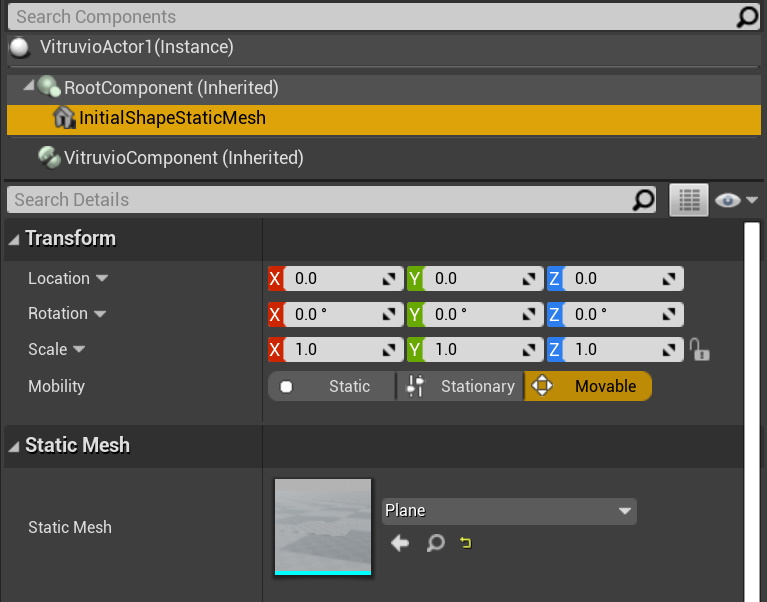 Search Components
VitruvioActor1(Instance)
RootComponent (Inherited)
InitialShapeStaticMesh
VitruvioComponent (Inherited)
Search Details
Transform
Location X 0.0 Y 0.0 Z 0.0
Rotation X 0.0 ° Y 0.0 ° Z 0.0 °
Scale X 1.0 Y 1.0 Z 1.0
Mobility Static Stationary Movable
Static Mesh
Plane
Static Mesh